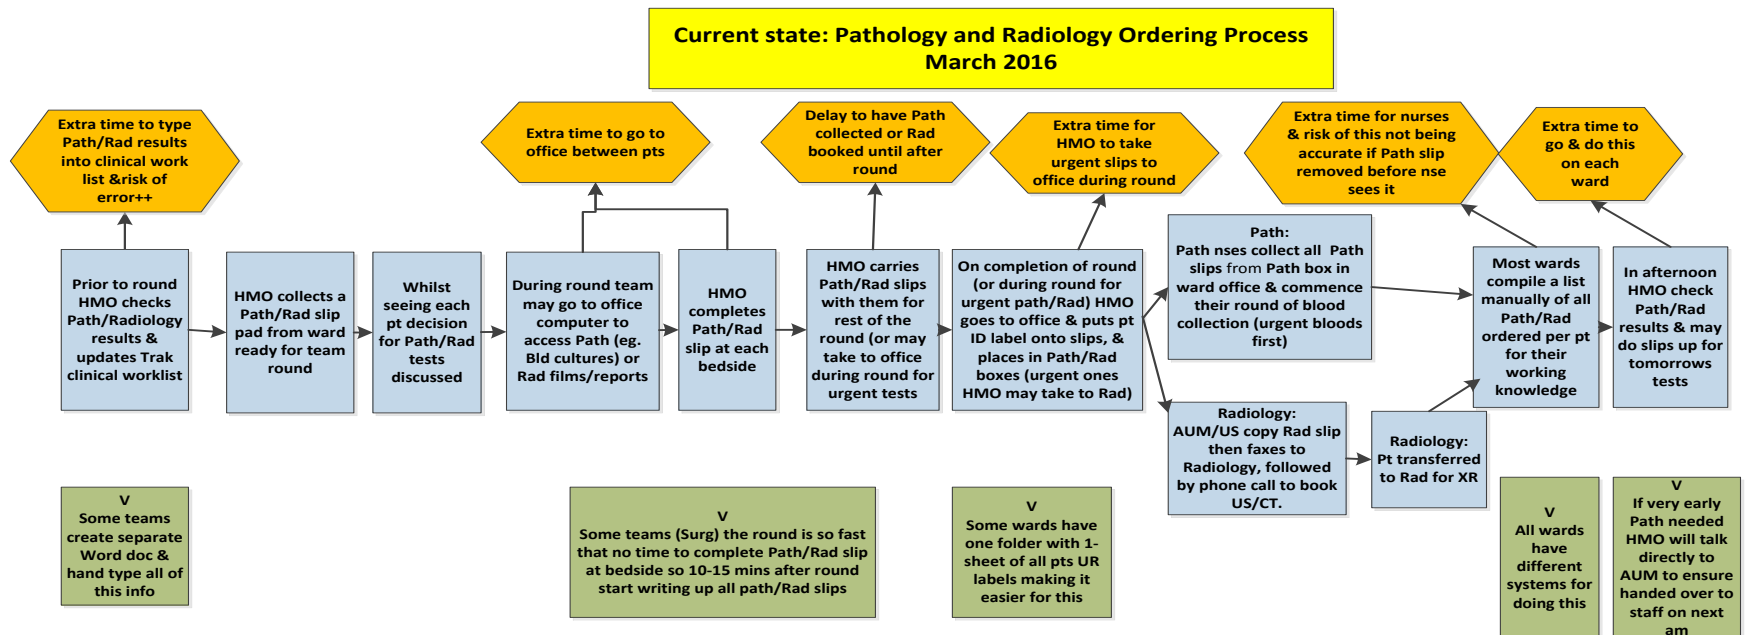 Current state: Pathology and Radiology Ordering Process
March 2016
Extra time to type
Path/Rad results
into clinical work
list &risk of
error++
Extra time to go to
office between pts
Delay to have Path
collected or Rad
booked until after
round
Extra time for
HMO to take
urgent slips to
office during round
Extra time for nurses
& risk of this not being
accurate if Path slip
removed before nse
sees it
Extra time to
go & do this
on each
ward
Prior to round
HMO checks
Path/Radiology
results &
updates Trak
clinical worklist
HMO collects a
Path/Rad slip
pad from ward
ready for team
round
Whilst
seeing each
pt decision
for Path/Rad
tests
discussed
During round team
may go to office
computer to
access Path (eg.
Bld cultures) or
Rad films/reports
HMO
completes
Path/Rad
slip at each
bedside
HMO carries
Path/Rad slips
with them for
rest of the
round (or may
take to office
during round for
urgent tests
On completion of round
(or during round for
urgent path/Rad) HMO
goes to office & puts pt
ID label onto slips, &
places in Path/Rad
boxes (urgent ones
HMO may take to Rad)
Path:
Path nses collect all Path
slips from Path box in
ward office & commence
their round of blood
collection (urgent bloods
first)
Radiology:
AUM/US copy Rad slip
then faxes to
Radiology, followed
by phone call to book
US/CT.
Radiology:
Pt transferred
to Rad for XR
Most wards
compile a list
manually of all
Path/Rad
ordered per pt
for their
working
knowledge
In afternoon
HMO check
Path/Rad
results & may
do slips up for
tomorrows
tests
V
Some teams
create separate
Word doc &
hand type all of
this info
V
Some teams (Surg) the round is so fast
that no time to complete Path/Rad slip
at bedside so 10-15 mins after round
start writing up all path/Rad slips
V
Some wards have
one folder with 1-
sheet of all pts UR
labels making it
easier for this
V
All wards
have
different
systems for
doing this
V
If very early
Path needed
HMO will talk
directly to
AUM to ensure
handed over to
staff on next
am